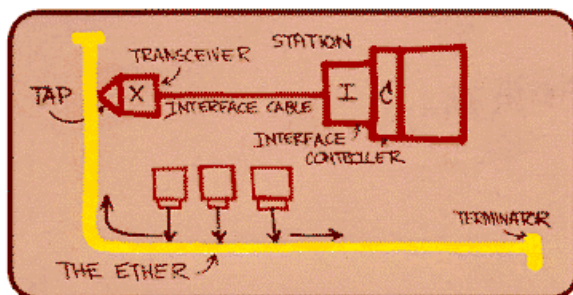 STATION
TRANSCEIVER
TAP
X
I
C
INTERFACE CABLE
INTERFACE
CONTROLLER
TERMINATOR
THE ETHER